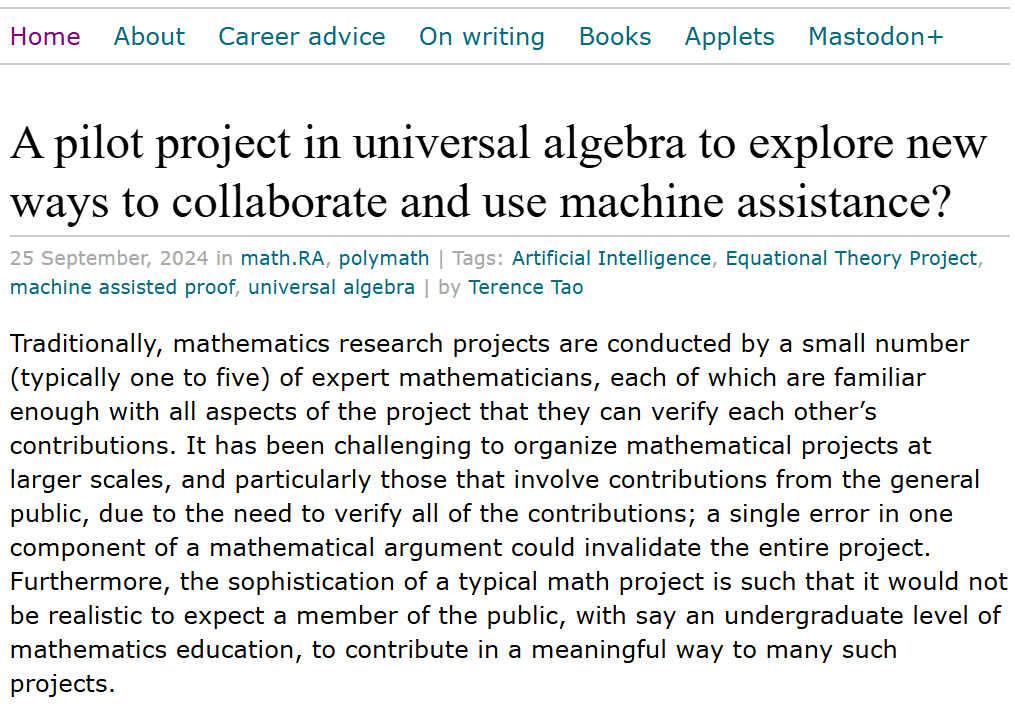 Home About Career advice On writing Books Applets Mastodon+
A pilot project in universal algebra to explore new
ways to collaborate and use machine assistance?
25 September, 2024 in math.RA, polymath | Tags: Artificial Intelligence, Equational Theory Project,
machine assisted proof, universal algebra | by Terence Tao
Traditionally, mathematics research projects are conducted by a small number
(typically one to five) of expert mathematicians, each of which are familiar
enough with all aspects of the project that they can verify each other’s
contributions. It has been challenging to organize mathematical projects at
larger scales, and particularly those that involve contributions from the general
public, due to the need to verify all of the contributions; a single error in one
component of a mathematical argument could invalidate the entire project.
Furthermore, the sophistication of a typical math project is such that it would not
be realistic to expect a member of the public, with say an undergraduate level of
mathematics education, to contribute in a meaningful way to many such
projects.